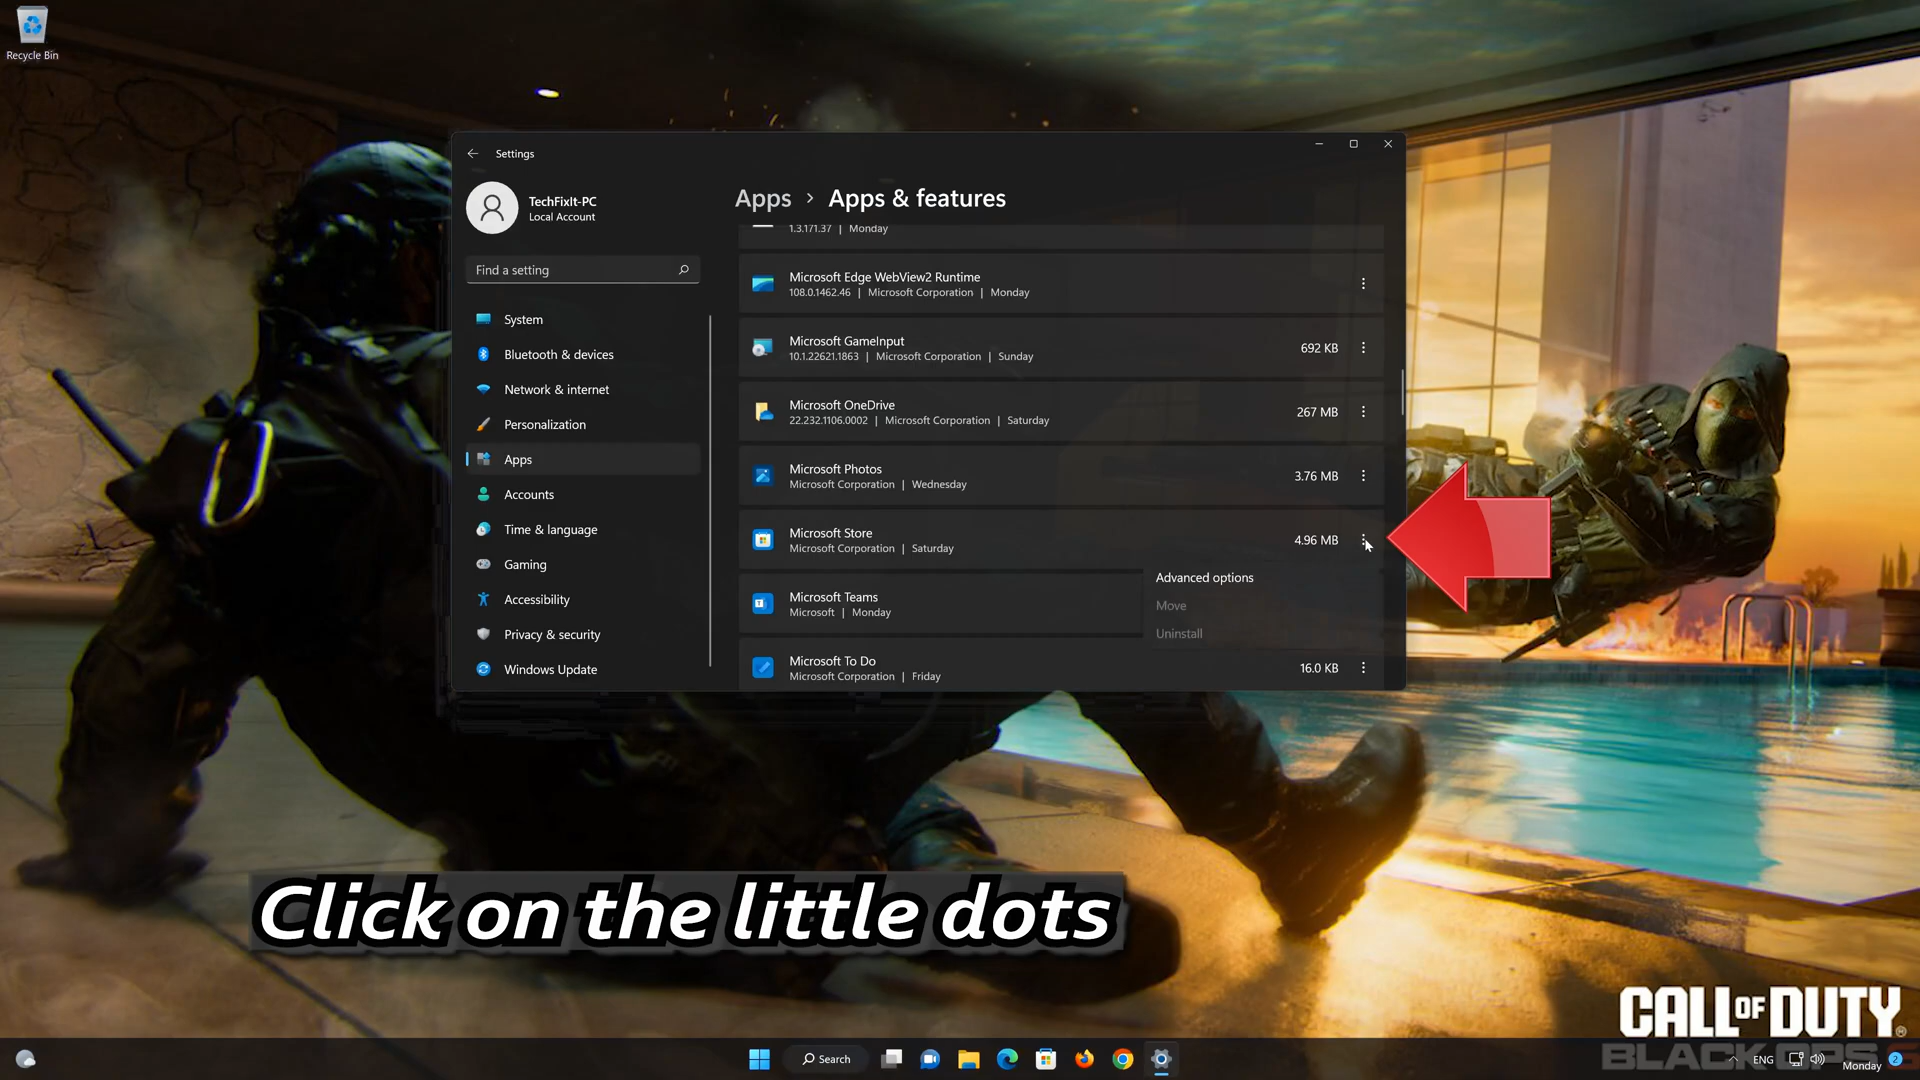 Recycle Bin
Settings
TechFixIt-PC
Local Account
Find a setting
System
Bluetooth & devices
Network & internet
Personalization
Apps
Accounts
Time & language
Gaming
Accessibility
Privacy & security
Windows Update
Apps › Apps & features
1.3.171.37 | Monday
Microsoft Edge WebView2 Runtime
108.0.1462.46 | Microsoft Corporation | Monday
Microsoft GameInput
10.1.22621.1863 | Microsoft Corporation | Sunday
692 KB
Microsoft OneDrive
22.232.1106.0002 | Microsoft Corporation | Saturday
267 MB
Microsoft Photos
Microsoft Corporation | Wednesday
3.76 MB
Microsoft Store
Microsoft Corporation | Saturday
4.96 MB
Advanced options
Move
Uninstall
Microsoft Teams
Microsoft | Monday
Microsoft To Do
Microsoft Corporation | Friday
16.0 KB
Click on the little dots
CALL OF DUTY
BLACK OPS 6
Search
ENG
Monday
2